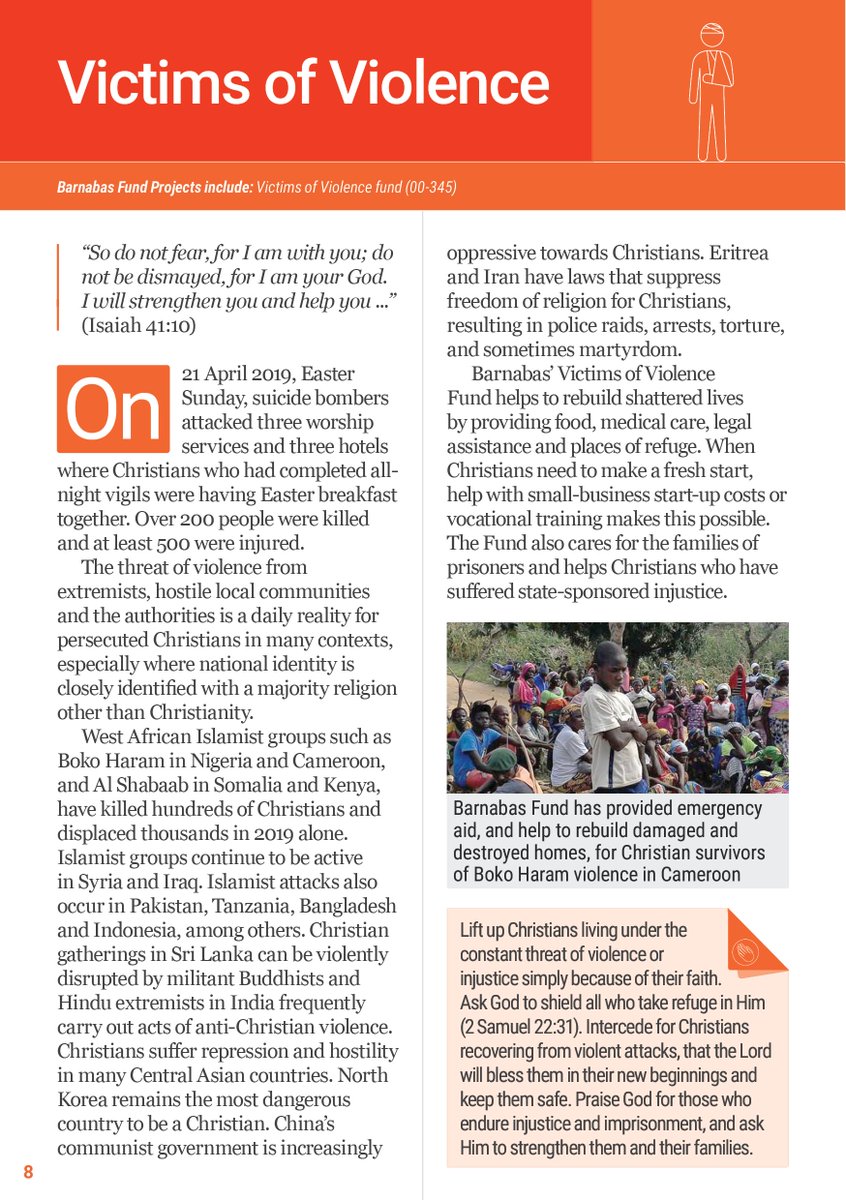 Victims of Violence
Barnabas Fund Projects include: Victims of Violence fund (00-345)
“So do not fear, for I am with you; do
not be dismayed, for I am your God.
I will strengthen you and help you ...”
(Isaiah 41:10)
On 21 April 2019, Easter
Sunday, suicide bombers
attacked three worship
services and three hotels
where Christians who had completed all-
night vigils were having Easter breakfast
together. Over 200 people were killed
and at least 500 were injured.
The threat of violence from
extremists, hostile local communities
and the authorities is a daily reality for
persecuted Christians in many contexts,
especially where national identity is
closely identified with a majority religion
other than Christianity.
West African Islamist groups such as
Boko Haram in Nigeria and Cameroon,
and Al Shabaab in Somalia and Kenya,
have killed hundreds of Christians and
displaced thousands in 2019 alone.
Islamist groups continue to be active
in Syria and Iraq. Islamist attacks also
occur in Pakistan, Tanzania, Bangladesh
and Indonesia, among others. Christian
gatherings in Sri Lanka can be violently
disrupted by militant Buddhists and
Hindu extremists in India frequently
carry out acts of anti-Christian violence.
Christians suffer repression and hostility
in many Central Asian countries. North
Korea remains the most dangerous
country to be a Christian. China’s
communist government is increasingly
oppressive towards Christians. Eritrea
and Iran have laws that suppress
freedom of religion for Christians,
resulting in police raids, arrests, torture,
and sometimes martyrdom.
Barnabas’ Victims of Violence
Fund helps to rebuild shattered lives
by providing food, medical care, legal
assistance and places of refuge. When
Christians need to make a fresh start,
help with small-business start-up costs or
vocational training makes this possible.
The Fund also cares for the families of
prisoners and helps Christians who have
suffered state-sponsored injustice.
Barnabas Fund has provided emergency
aid, and help to rebuild damaged and
destroyed homes, for Christian survivors
of Boko Haram violence in Cameroon
Lift up Christians living under the
constant threat of violence or
injustice simply because of their faith.
Ask God to shield all who take refuge in Him
(2 Samuel 22:31). Intercede for Christians
recovering from violent attacks, that the Lord
will bless them in their new beginnings and
keep them safe. Praise God for those who
endure injustice and imprisonment, and ask
Him to strengthen them and their families.
8